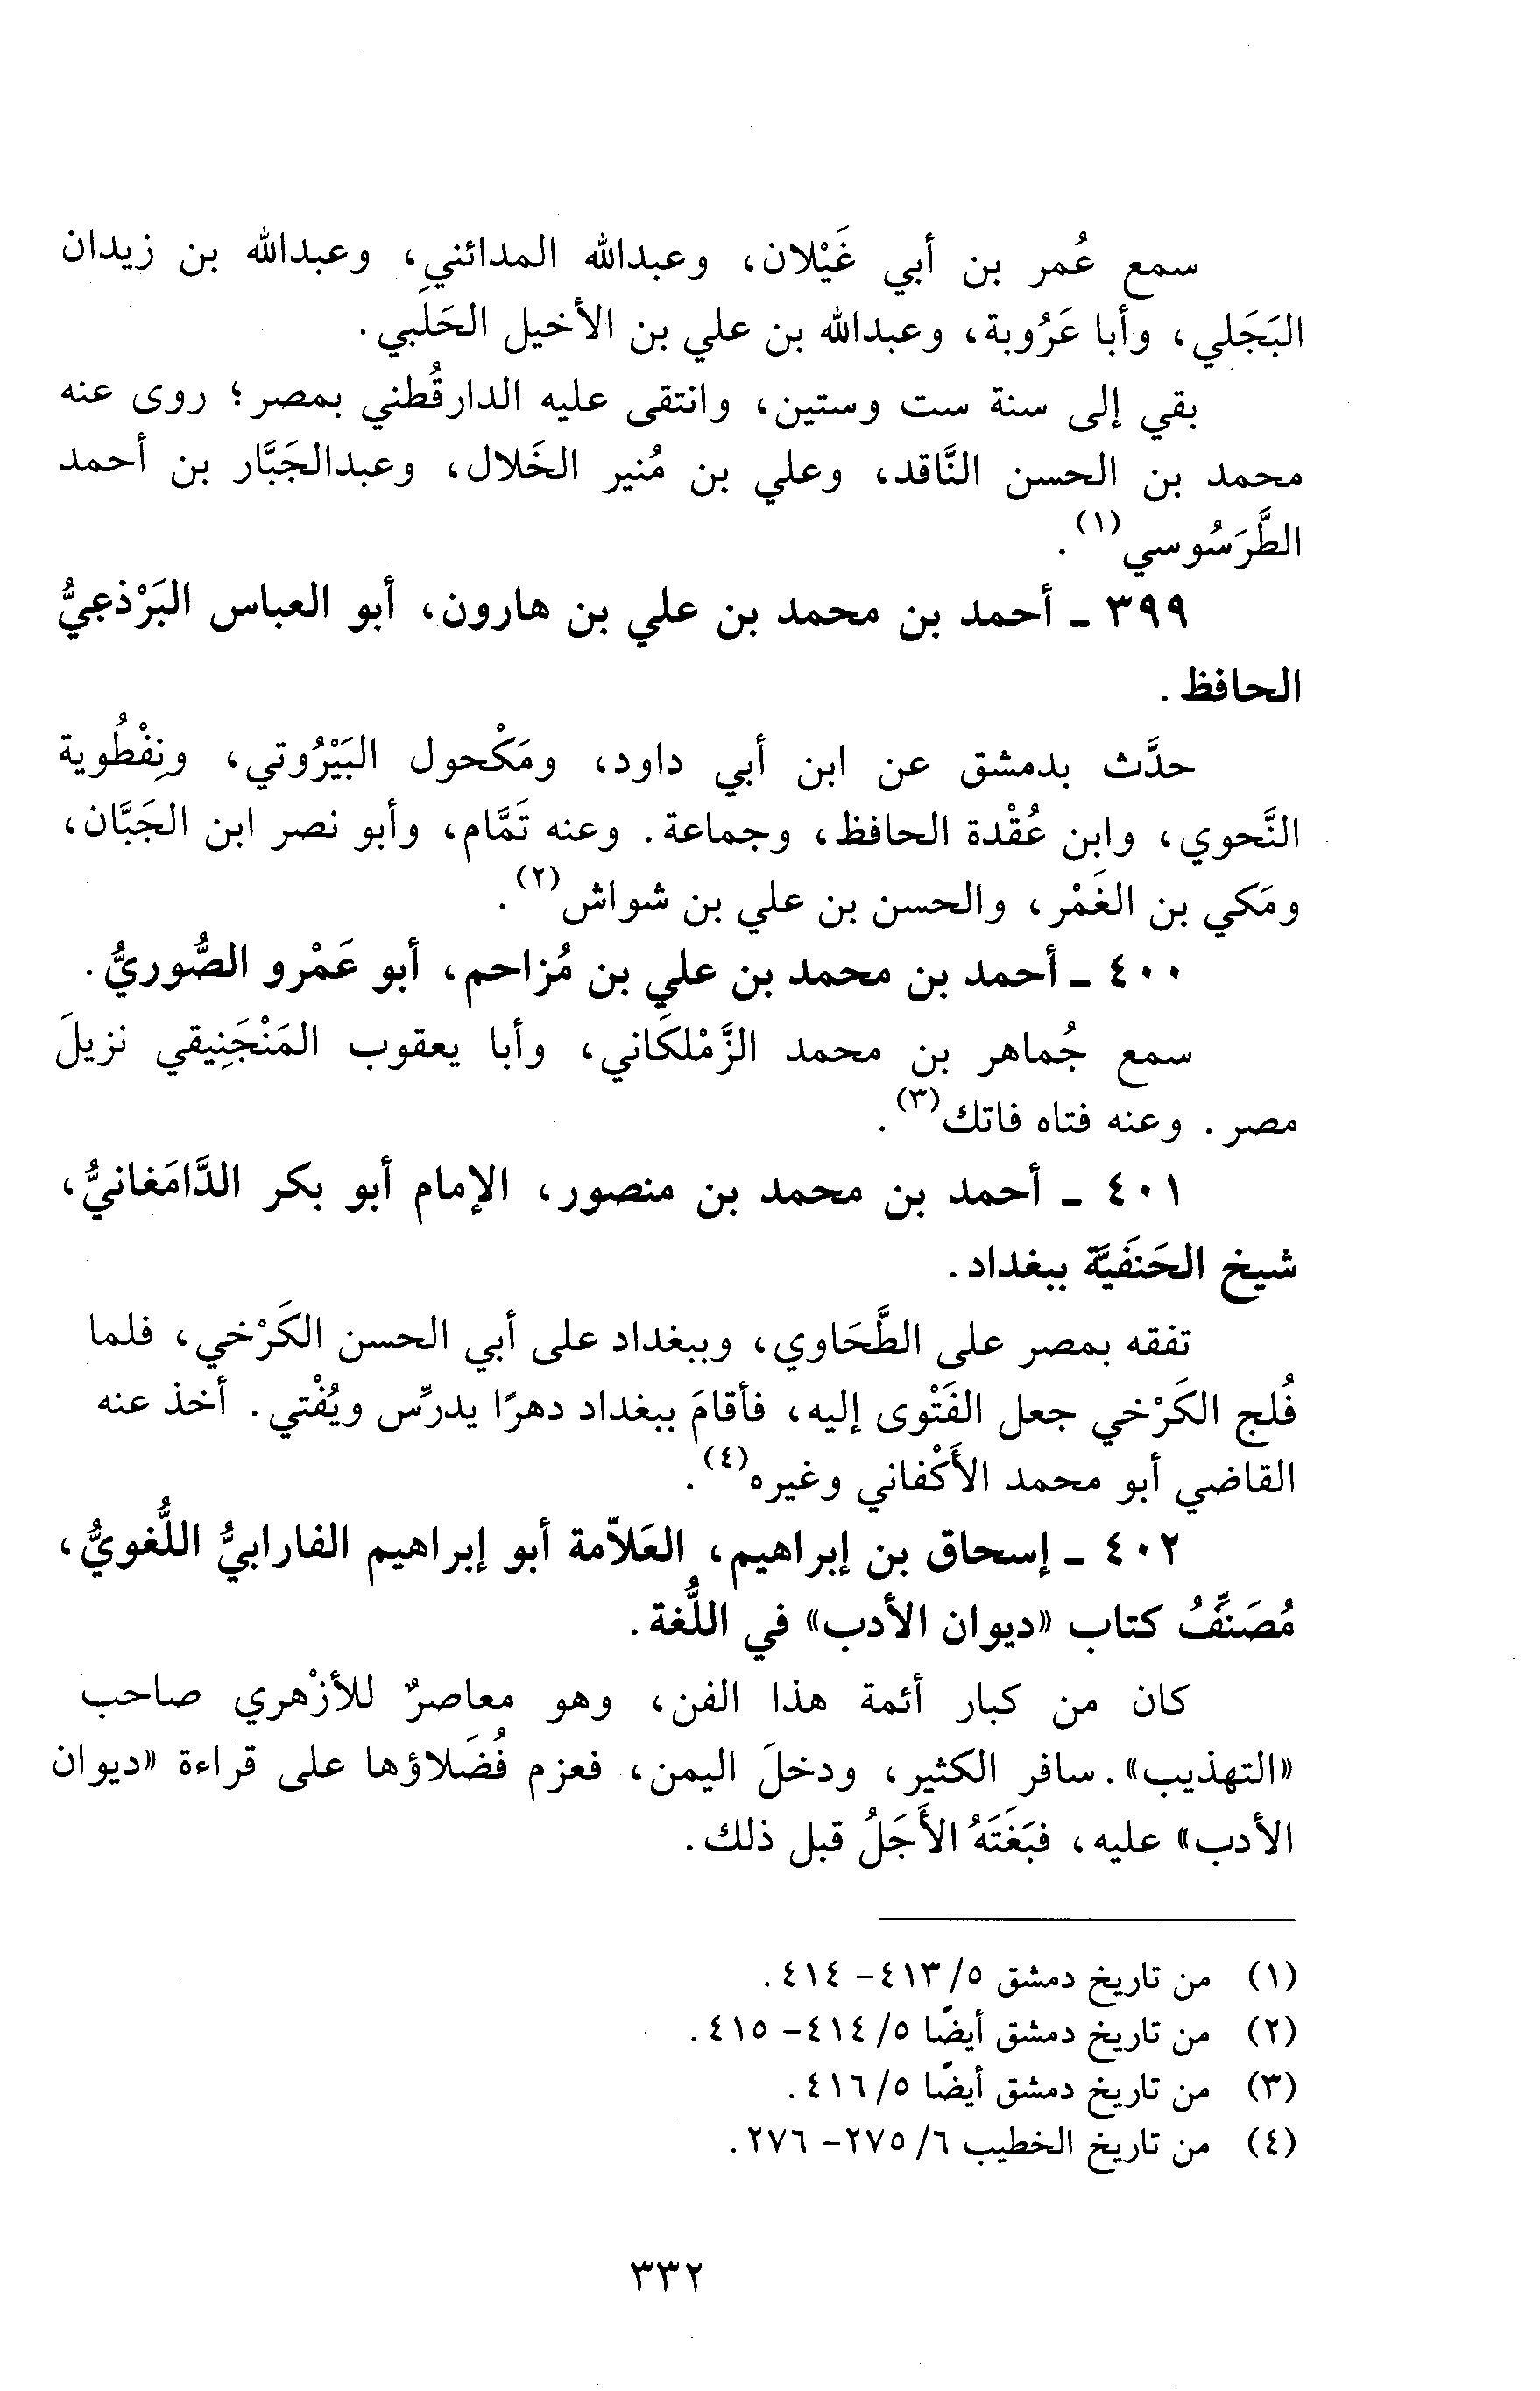 سمع عُمر بن أبي غَيْلان، وعبدالله المدائني، وعبدالله بن زيدان
البَجَلي، وأبا عَرُوبة، وعبدالله بن علي بن الأخيل الحَلَبي.
بقي إلى سنة ست وستين، وانتقى عليه الدارقُطني بمصر؛ روى عنه
محمد بن الحسن النَّاقد، وعلي بن مُنير الخَلال، وعبدالجَبَّار بن أحمد
الطَّرَسُوسي(١).
٣٩٩ ـ أحمد بن محمد بن علي بن هارون، أبو العباس البَرْذعيُّ
الحافظ.
حدَّث بدمشق عن ابن أبي داود، ومَكْحول البَيْرُوتي، ونِفْطُوية
النَّحوي، وابن عُقْدة الحافظ، وجماعة. وعنه تَمَّام، وأبو نصر ابن الجَبَّان،
ومَكي بن الغَمْر، والحسن بن علي بن شواش(٢).
٤٠٠ ـ أحمد بن محمد بن علي بن مُزاحم، أبو عَمْرو الصُّوريُّ.
سمع جُماهر بن محمد الزَّمْلكَاني، وأبا يعقوب المَنْجَنِيقي نزيلَ
مصر. وعنه فتاه فاتك(٣).
٤٠١ ـ أحمد بن محمد بن منصور، الإمام أبو بكر الدَّامَغانيُّ،
شيخ الحَنَفَيَّة ببغداد.
تفقه بمصر على الطَّحَاوي، وببغداد على أبي الحسن الكَرْخي، فلما
فُلج الكَرْخي جعل الفَتْوى إليه، فأقامَ ببغداد دهرًا يدرِّس ويُفْتي. أخذ عنه
القاضي أبو محمد الأَكْفاني وغيره(٤).
٤٠٢ ـ إسحاق بن إبراهيم، العَلاّمة أبو إبراهيم الفارابيُّ اللُّغويُّ،
مُصَنِّفُ كتاب «ديوان الأدب» في اللُّغة.
كان من كبار أئمة هذا الفن، وهو معاصرٌ للأزْهري صاحب
«التهذيب». سافر الكثير، ودخلَ اليمن، فعزم فُضَلاؤها على قراءة «ديوان
الأدب» عليه، فبَغَتَهُ الأَجَلُ قبل ذلك.
(١) من تاريخ دمشق ٥/ ٤١٣- ٤١٤.
(٢) من تاريخ دمشق أيضًا ٥/ ٤١٤- ٤١٥.
(٣) من تاريخ دمشق أيضًا ٥/ ٤١٦.
(٤) من تاريخ الخطيب ٦/ ٢٧٥- ٢٧٦.
٣٣٢